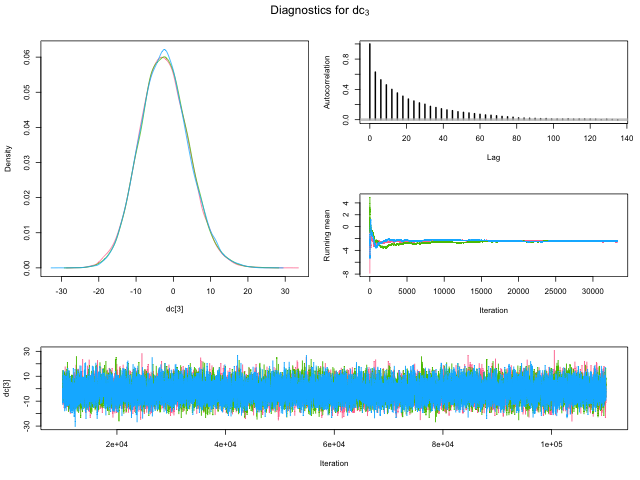 Diagnostics for dc3
Density
0.00 0.01 0.02 0.03 0.04 0.05 0.06
-30 -20 -10 0 10 20 30
dc[3]
Autocorrelation
0.0 0.4 0.8
0 20 40 60 80 100 120 140
Lag
Running mean
-8 -4 0 2 4
0 5000 10000 15000 20000 25000 30000
Iteration
dc[3]
-30 -10 10 30
2e+04 4e+04 6e+04 8e+04 1e+05
Iteration